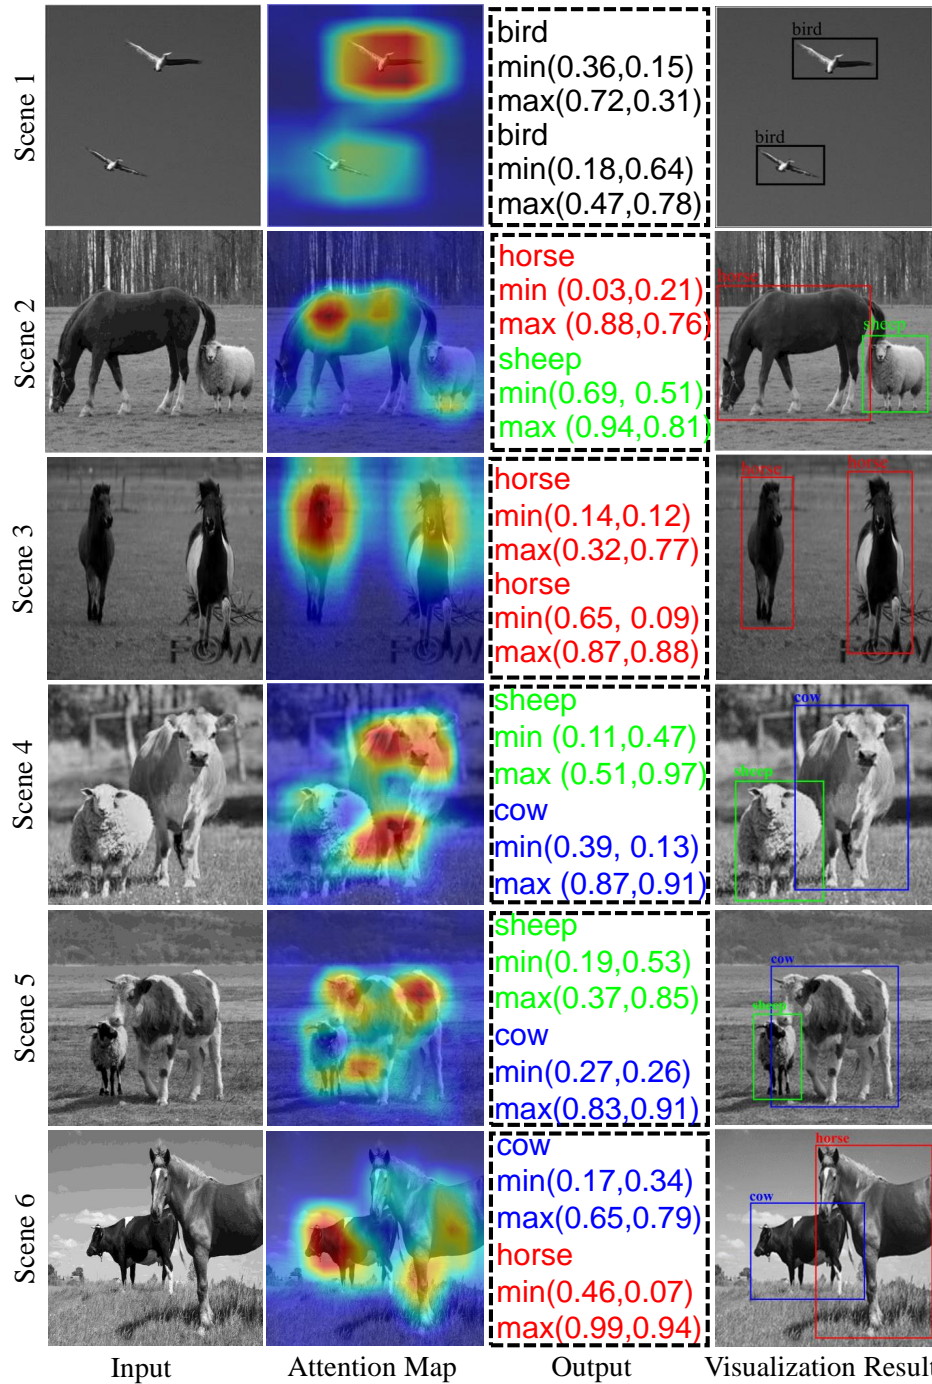 Scene 1
bird
min(0.36,0.15)
max(0.72,0.31)
bird
min(0.18,0.64)
max(0.47,0.78)
bird
bird
Scene 2
horse
min (0.03,0.21)
max (0.88,0.76)
sheep
min(0.69, 0.51)
max (0.94,0.81)
horse
sheep
Scene 3
horse
min(0.14,0.12)
max(0.32,0.77)
horse
min(0.65, 0.09)
max(0.87,0.88)
horse
horse
Scene 4
sheep
min (0.11,0.47)
max (0.51,0.97)
cow
min(0.39, 0.13)
max (0.87,0.91)
cow
sheep
Scene 5
sheep
min(0.19,0.53)
max(0.37,0.85)
cow
min(0.27,0.26)
max(0.83,0.91)
cow
sheep
Scene 6
cow
min(0.17,0.34)
max(0.65,0.79)
horse
min(0.46,0.07)
max(0.99,0.94)
horse
cow
Input Attention Map Output Visualization Result